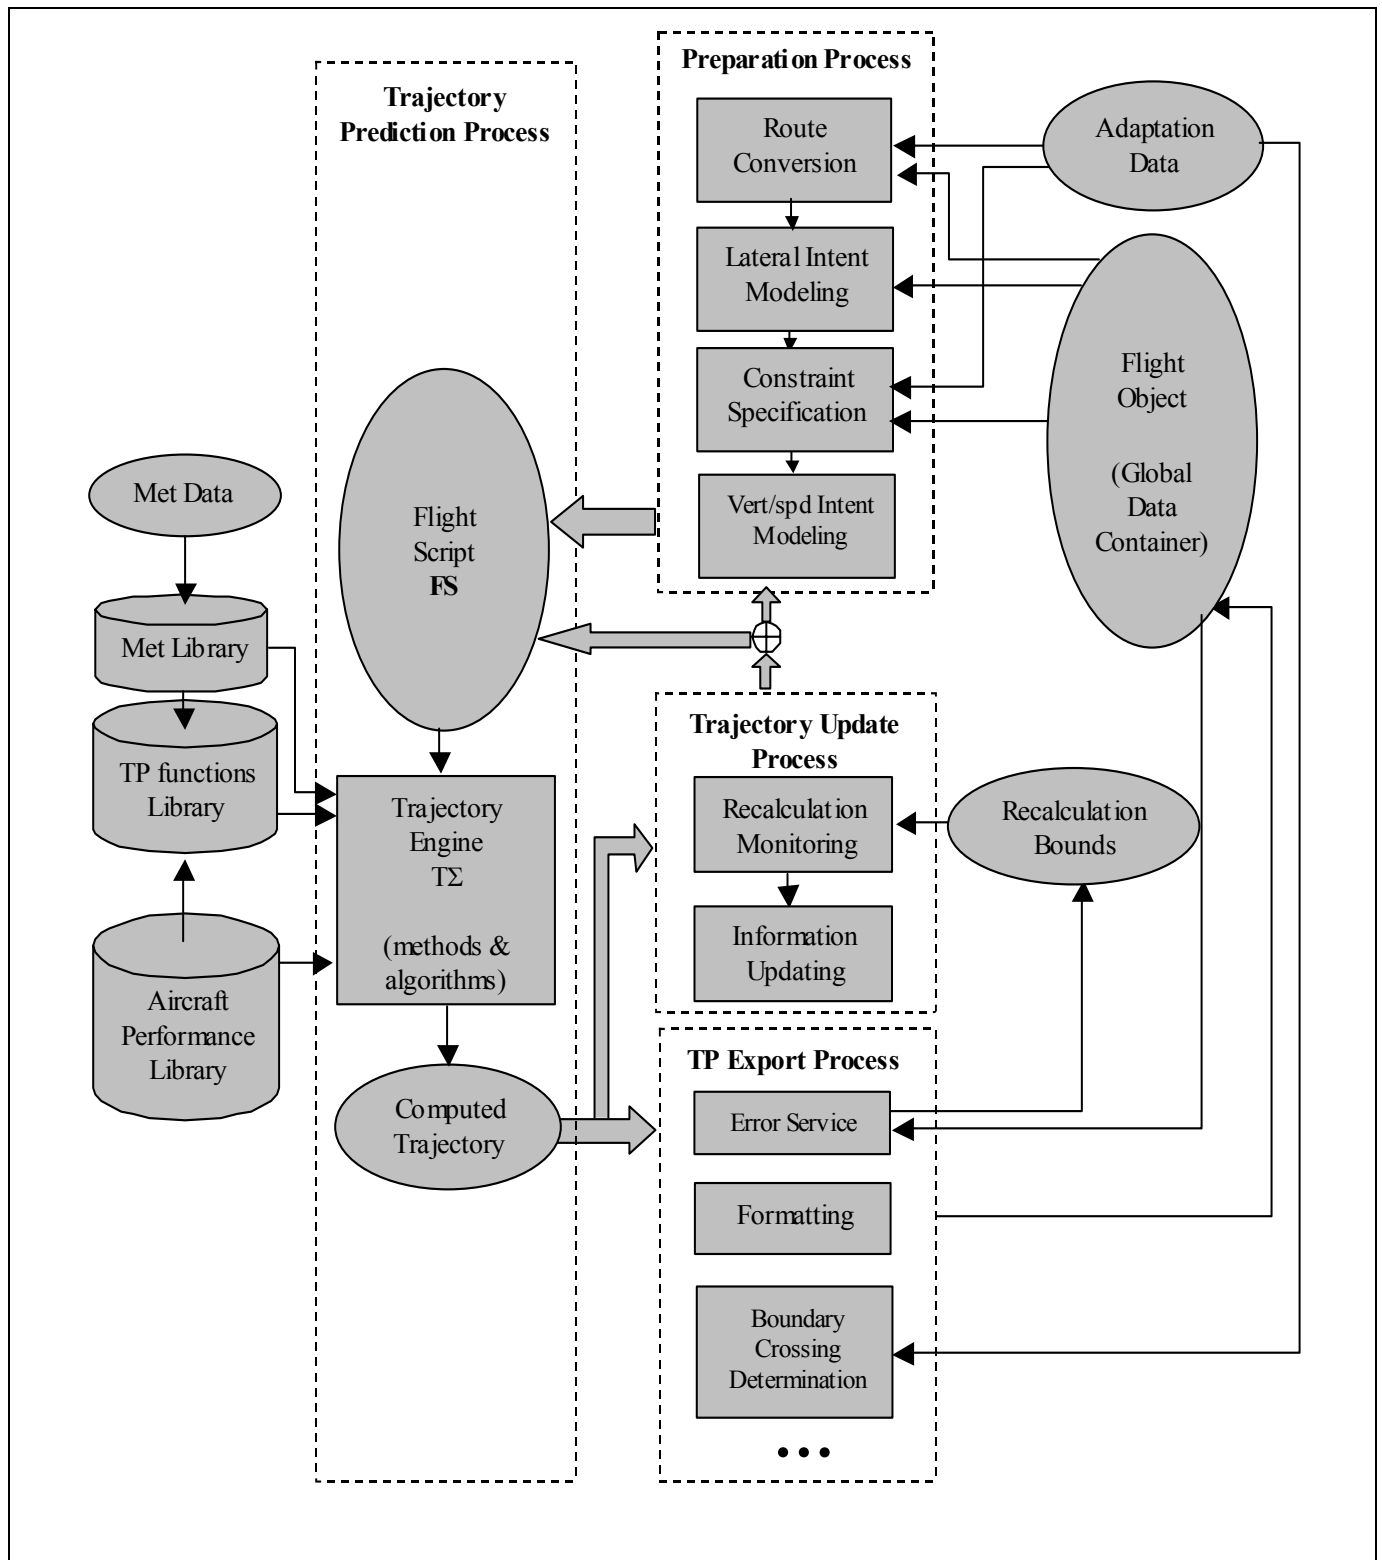 Preparation Process
Route
Conversion
Lateral Intent
Modeling
Constraint
Specification
Vert/spd Intent
Modeling
Adaptation
Data
Flight
Object
(Global
Data
Container)
Trajectory
Prediction Process
Flight
Script
FS
Met Data
Met Library
TP functions
Library
Aircraft
Performance
Library
Trajectory
Engine
TΣ
(methods &
algorithms)
Computed
Trajectory
Trajectory Update
Process
Recalculation
Monitoring
Information
Updating
Recalculation
Bounds
TP Export Process
Error Service
Formatting
Boundary
Crossing
Determination
•••